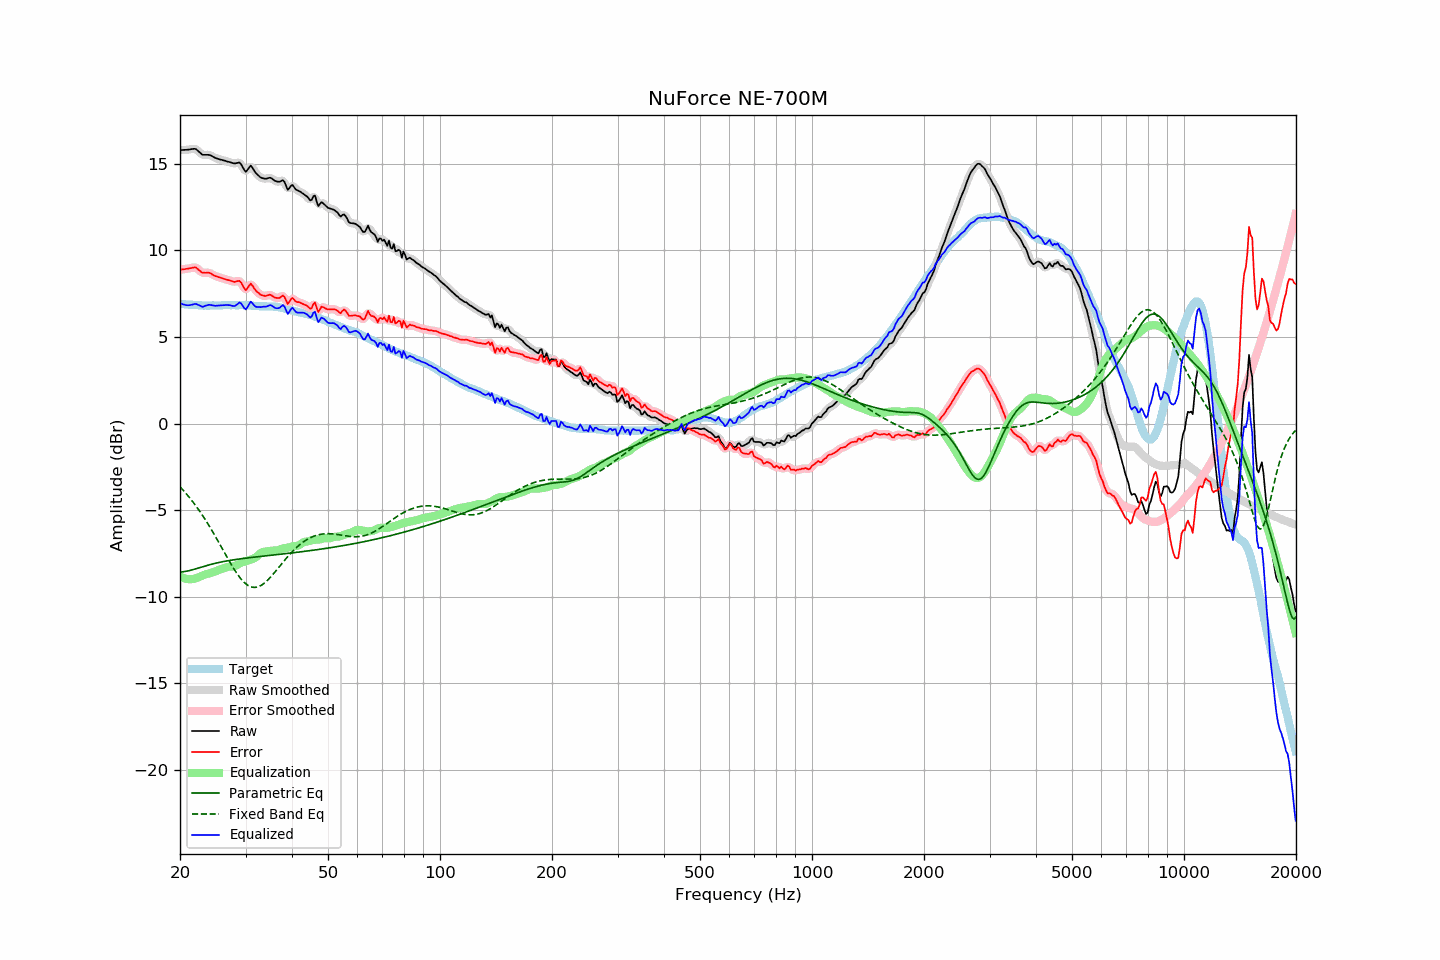 NuForce NE-700M
Amplitude (dBr)
15
10
5
0
−5
−10
−15
−20
Target
Raw Smoothed
Error Smoothed
Raw
Error
Equalization
Parametric Eq
Fixed Band Eq
Equalized
20 50 100 200 500 1000 2000 5000 10000 20000
Frequency (Hz)